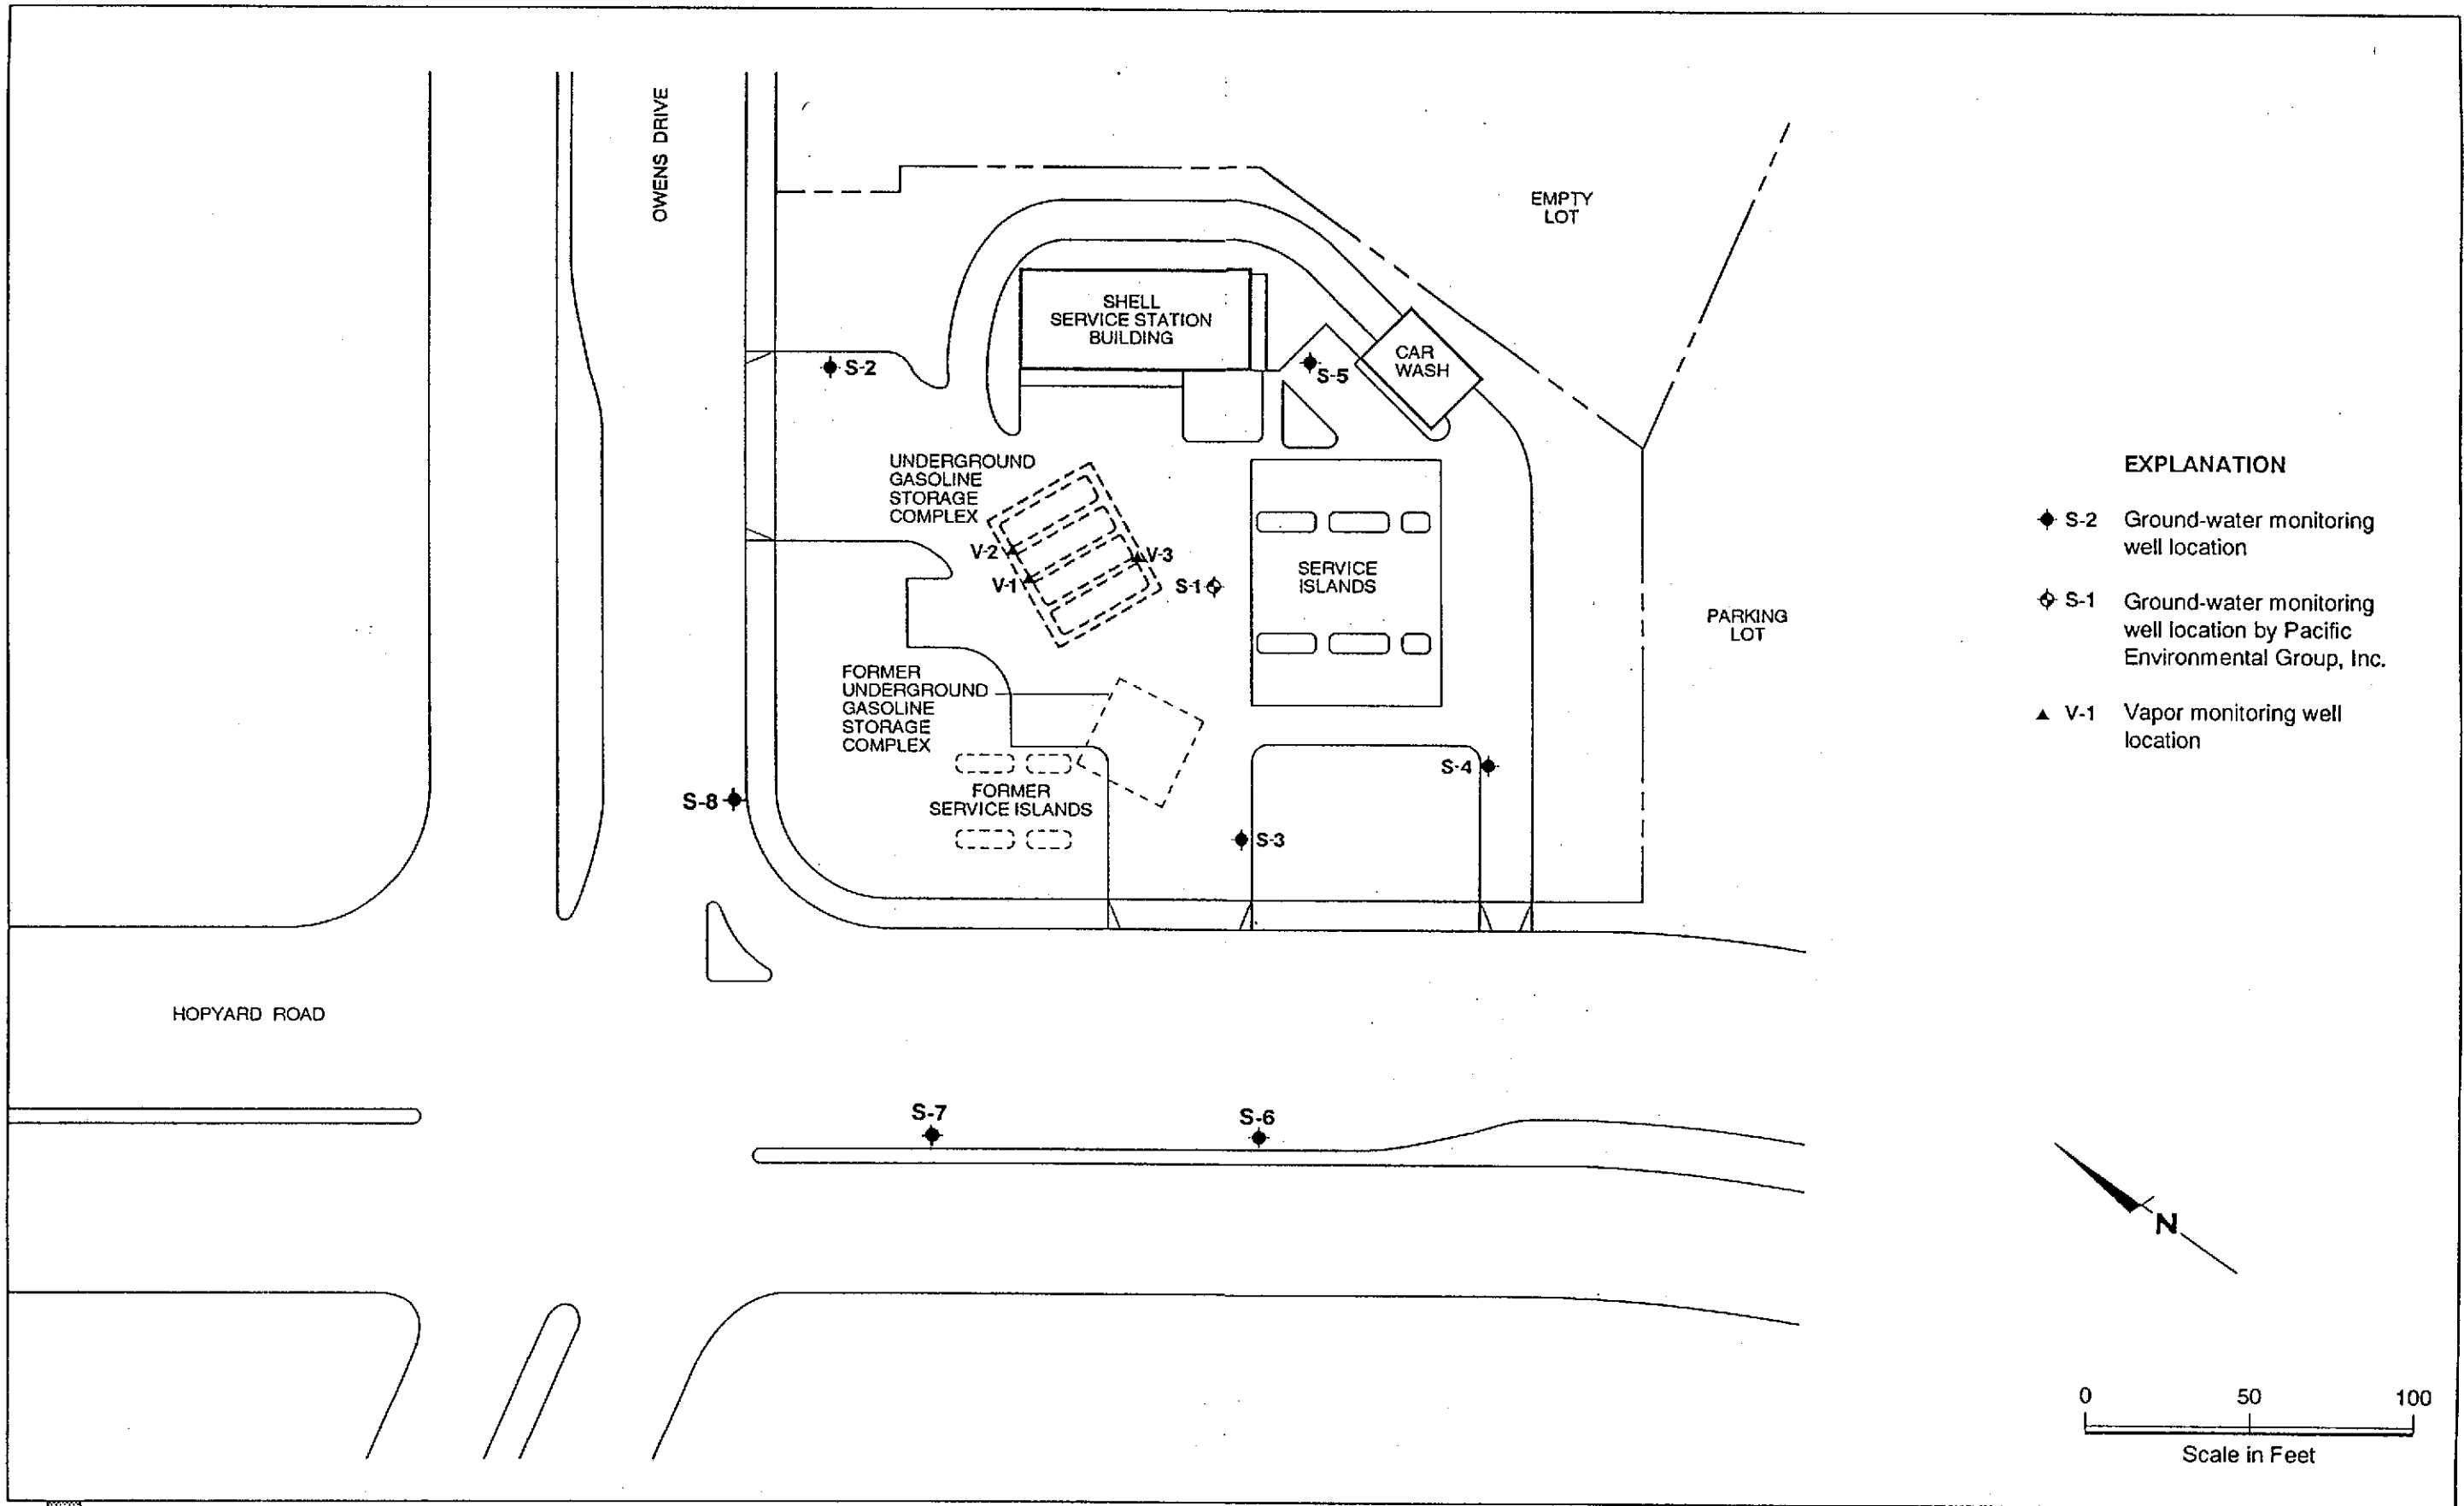 OWENS DRIVE
EMPTY
LOT
SHELL
SERVICE STATION
BUILDING
CAR
WASH
S-2
S-5
UNDERGROUND
GASOLINE
STORAGE
COMPLEX
V-2
V-3
V-1
S-1
SERVICE
ISLANDS
PARKING
LOT
FORMER
UNDERGROUND
GASOLINE
STORAGE
COMPLEX
S-4
S-8
FORMER
SERVICE ISLANDS
S-3
HOPYARD ROAD
S-7
S-6
EXPLANATION
S-2 Ground-water monitoring
well location
S-1 Ground-water monitoring
well location by Pacific
Environmental Group, Inc.
V-1 Vapor monitoring well
location
N
0 50 100
Scale in Feet